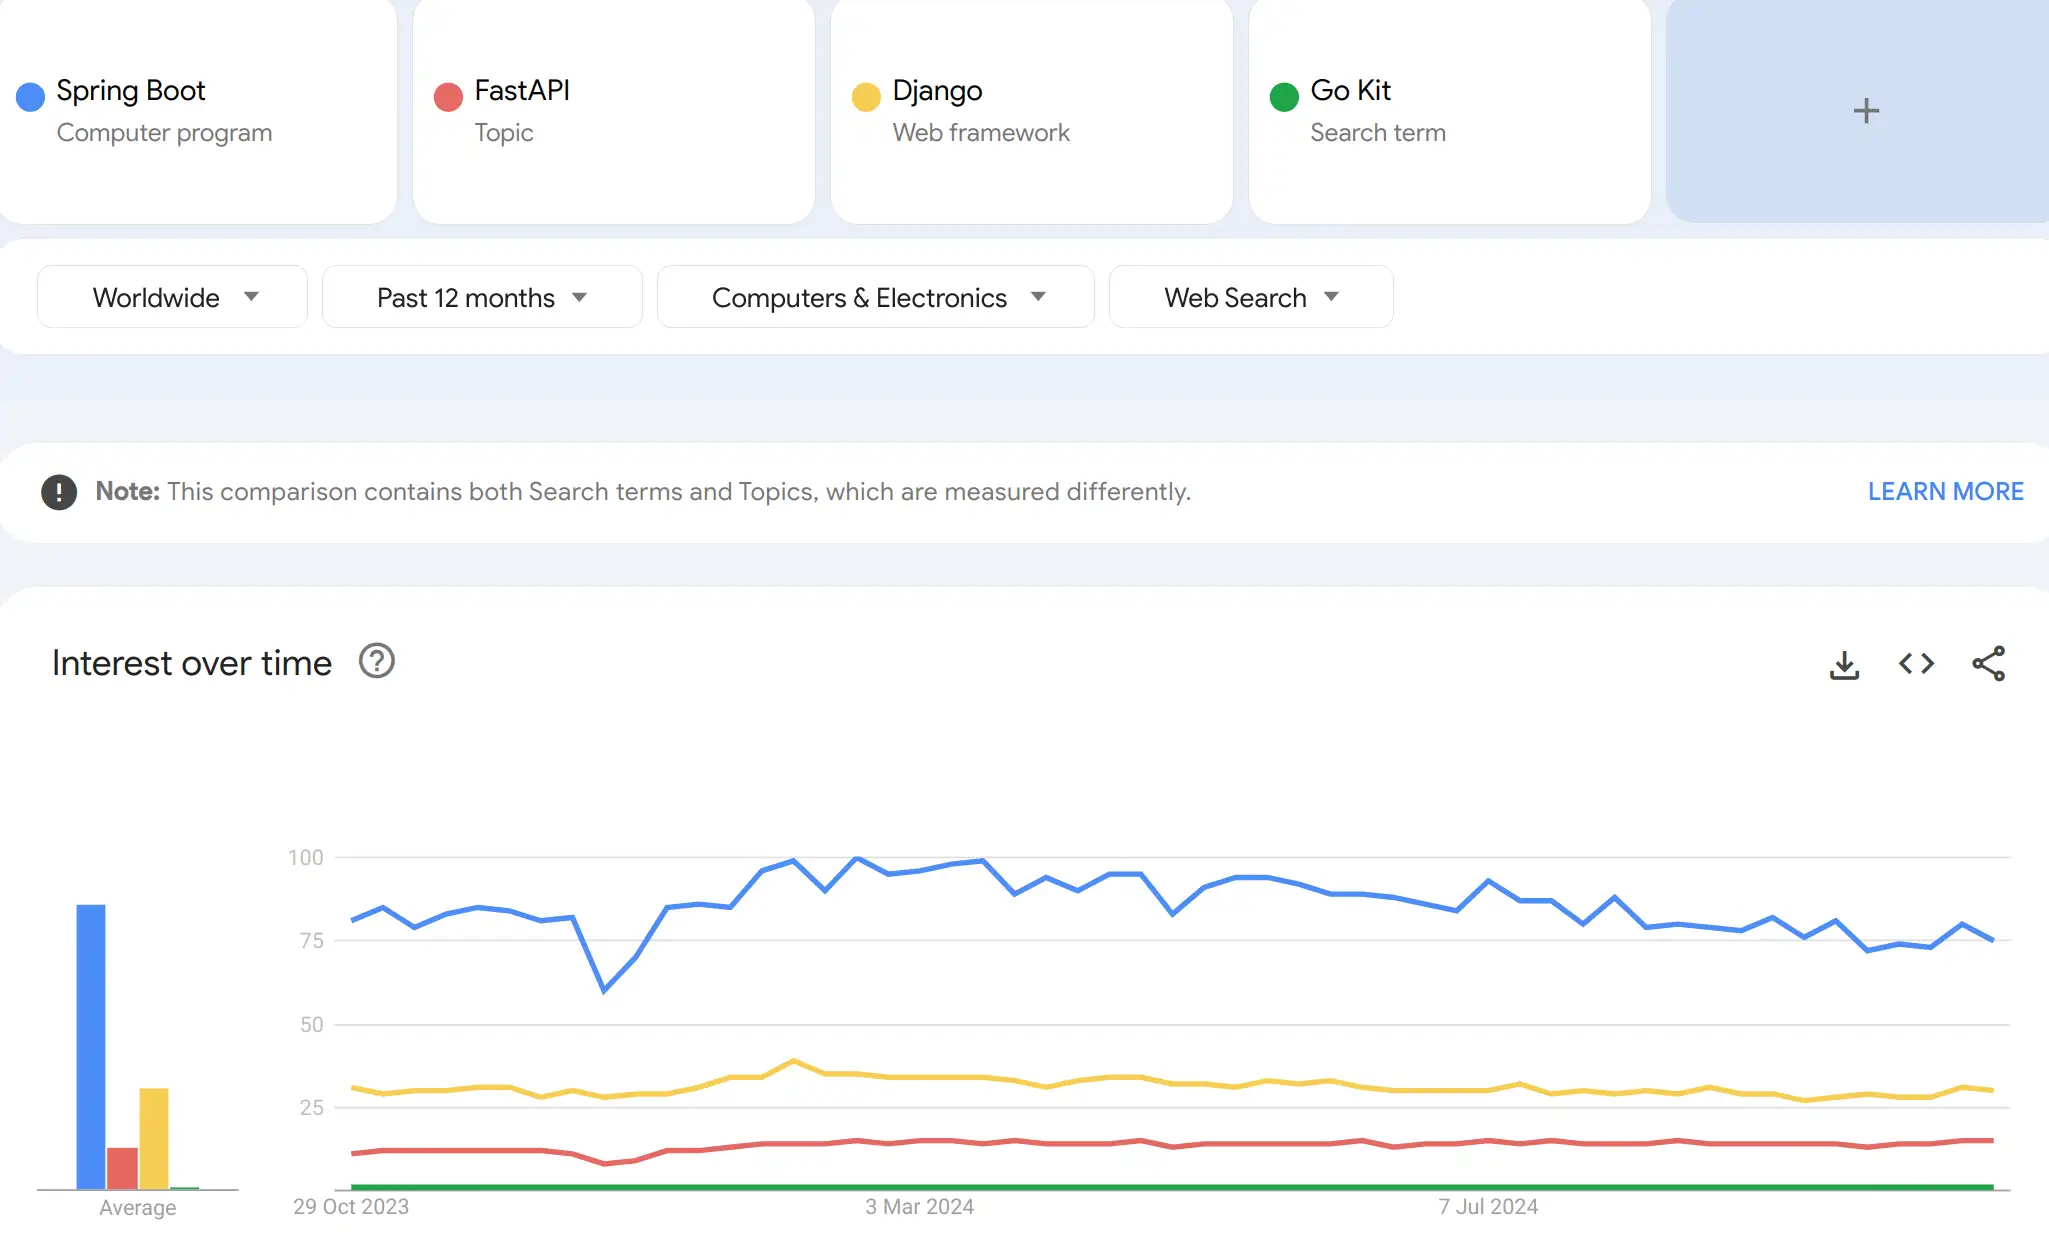 Spring Boot
Computer program
FastAPI
Topic
Django
Web framework
Go Kit
Search term
+
Worldwide
Past 12 months
Computers & Electronics
Web Search
Note: This comparison contains both Search terms and Topics, which are measured differently.
LEARN MORE
Interest over time
100
75
50
25
Average
29 Oct 2023
3 Mar 2024
7 Jul 2024